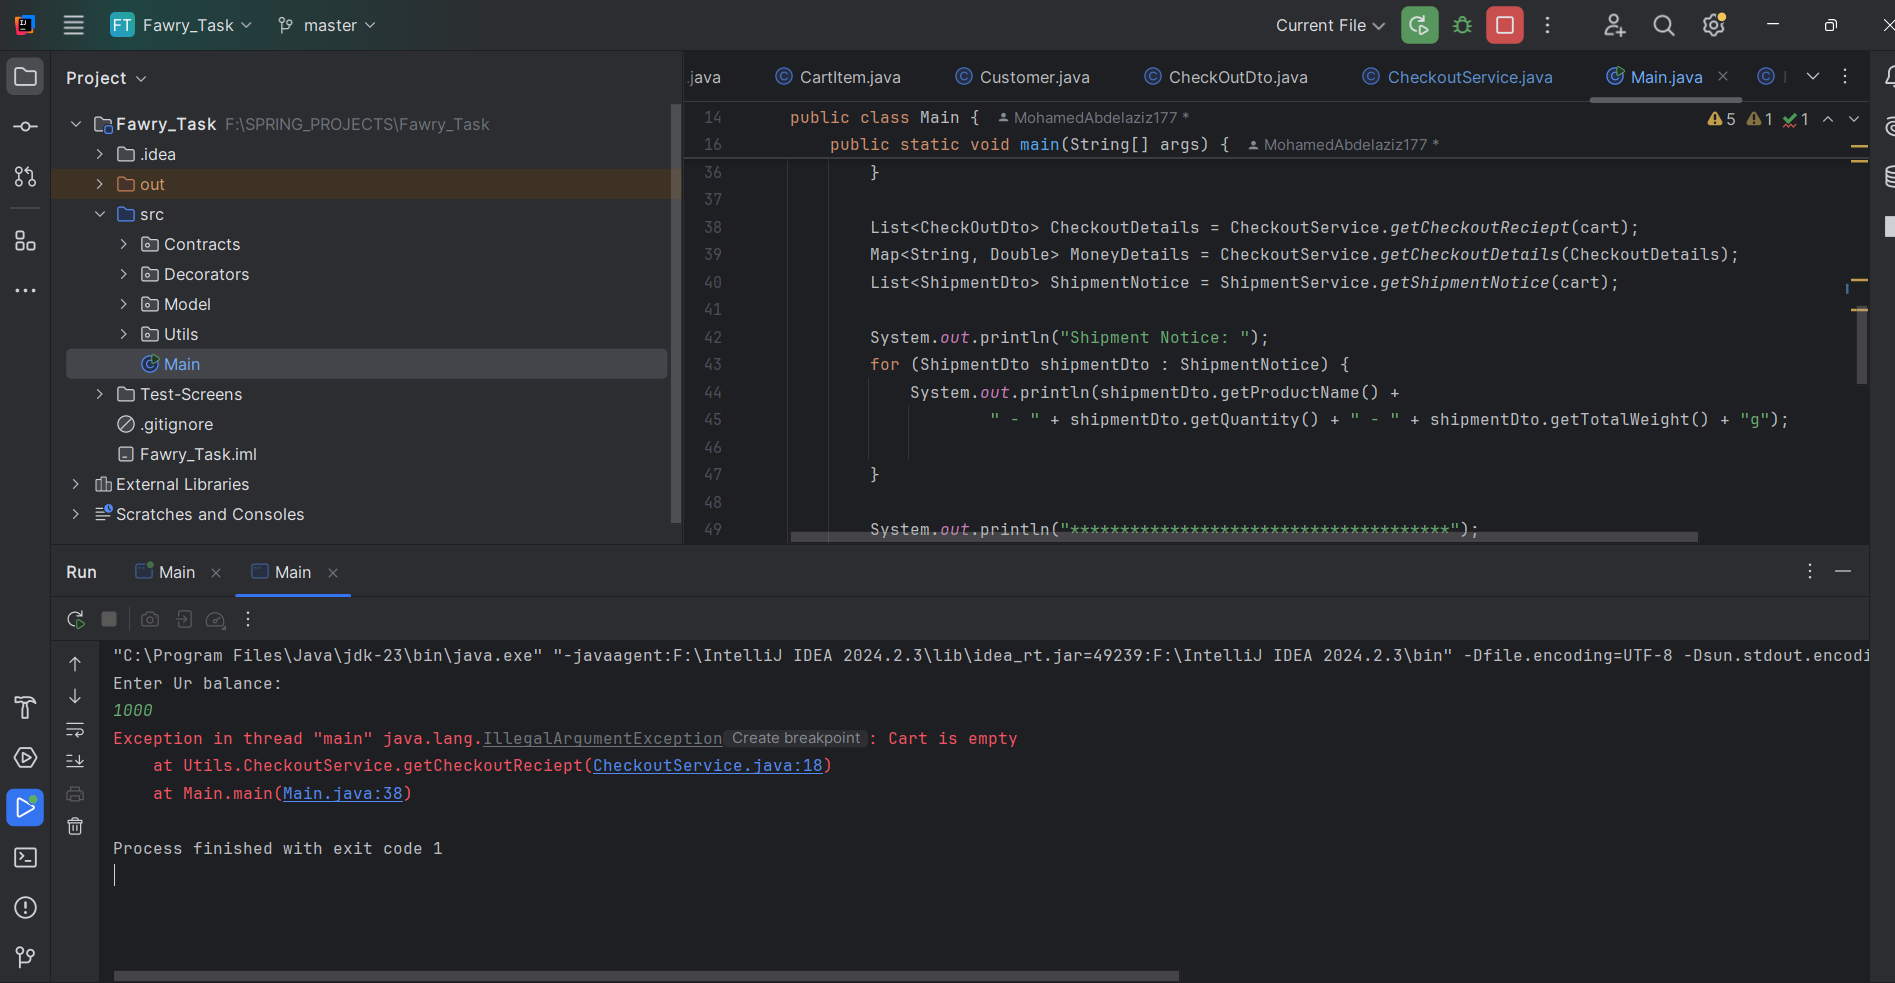 FT Fawry_Task master Current File
Project
.java CartItem.java Customer.java CheckOutDto.java CheckoutService.java Main.java
Fawry_Task F:\SPRING_PROJECTS\Fawry_Task
.idea
out
src
Contracts
Decorators
Model
Utils
Main
Test-Screens
.gitignore
Fawry_Task.iml
External Libraries
Scratches and Consoles
14 public class Main { MohamedAbdelaziz177 *
5 1 1
16 public static void main(String[] args) { MohamedAbdelaziz177 *
36 }
37
38 List<CheckOutDto> CheckoutDetails = CheckoutService.getCheckoutReciept(cart);
39 Map<String, Double> MoneyDetails = CheckoutService.getCheckoutDetails(CheckoutDetails);
40 List<ShipmentDto> ShipmentNotice = ShipmentService.getShipmentNotice(cart);
41
42 System.out.println("Shipment Notice: ");
43 for (ShipmentDto shipmentDto : ShipmentNotice) {
44 System.out.println(shipmentDto.getProductName() +
45 " - " + shipmentDto.getQuantity() + " - " + shipmentDto.getTotalWeight() + "g");
46
47 }
48
49 System.out.println("**************************************");
Run Main Main
"C:\Program Files\Java\jdk-23\bin\java.exe" "-javaagent:F:\IntelliJ IDEA 2024.2.3\lib\idea_rt.jar=49239:F:\IntelliJ IDEA 2024.2.3\bin" -Dfile.encoding=UTF-8 -Dsun.stdout.encodi
Enter Ur balance:
1000
Exception in thread "main" java.lang.IllegalArgumentException Create breakpoint : Cart is empty
at Utils.CheckoutService.getCheckoutReciept(CheckoutService.java:18)
at Main.main(Main.java:38)
Process finished with exit code 1